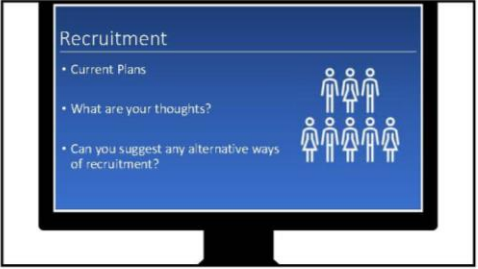 Recruitment
• Current Plans
• What are your thoughts?
• Can you suggest any alternative ways
of recruitment?